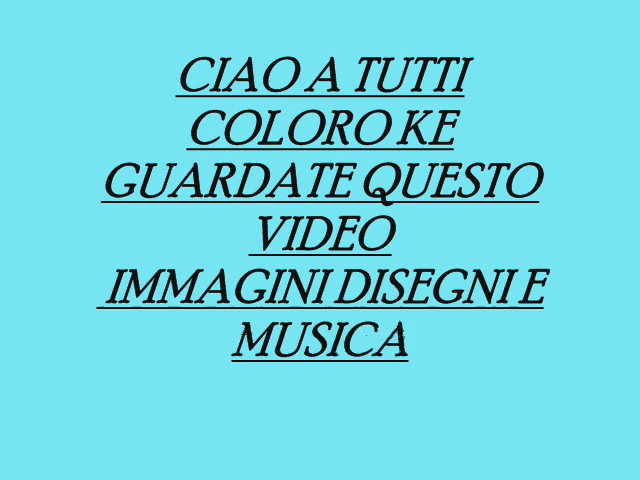 CIAO A TUTTI
COLORO KE
GUARDATE QUESTO
VIDEO
IMMAGINI DISEGNI E
MUSICA